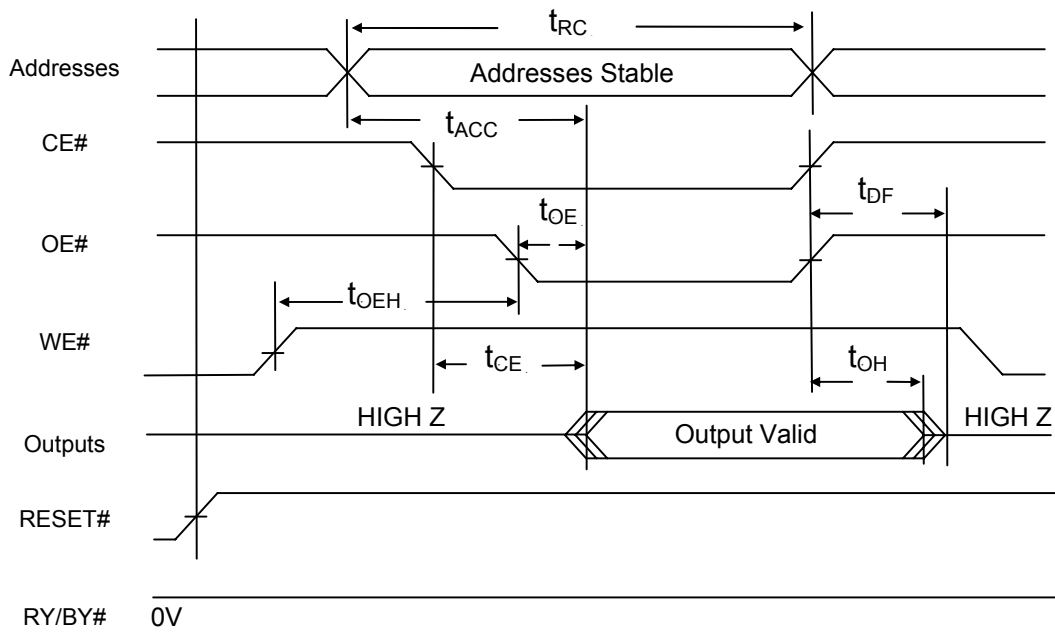 tRC
Addresses
Addresses Stable
tACC
CE#
tDF
tOE
OE#
tOEH
WE#
tCE
tOH
HIGH Z
Output Valid
HIGH Z
Outputs
RESET#
RY/BY#
0V